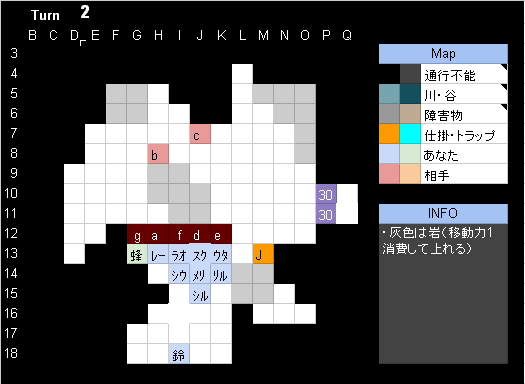 Turn 2
B C D E F G H I J K L M N O P Q
3
4
5
6
7 c
8 b
9
10 30
11 30
12 g a f d e
13 蜂 レー ラオ スク ウタ J
14 シウ メリ リル
15 シル
16
17
18 鈴
Map
通行不能
川・谷
障害物
仕掛・トラップ
あなた
相手
INFO
・灰色は岩(移動力1
消費して上れる)